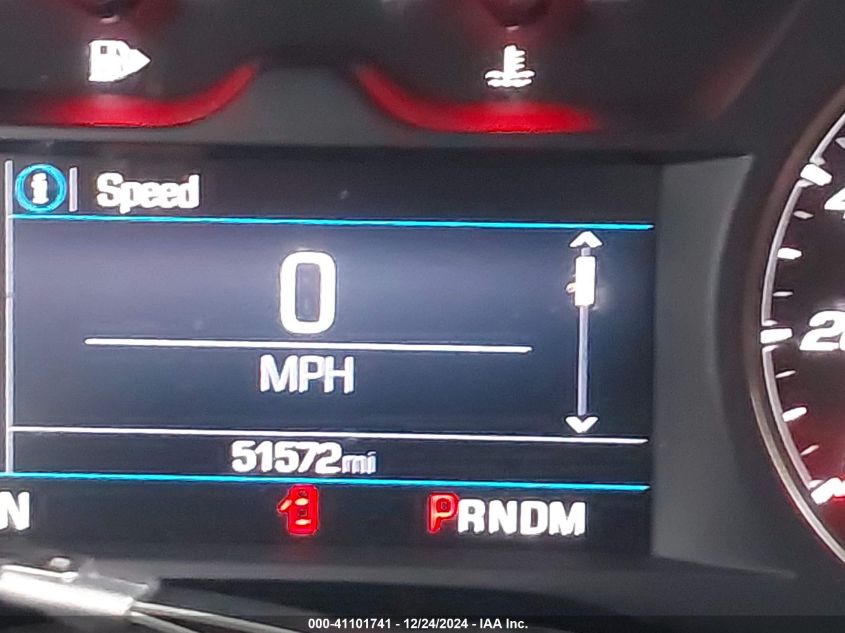 Speed
0
MPH
51572mi
N
PRNDM
000-41101741 - 12/24/2024 - IAA Inc.